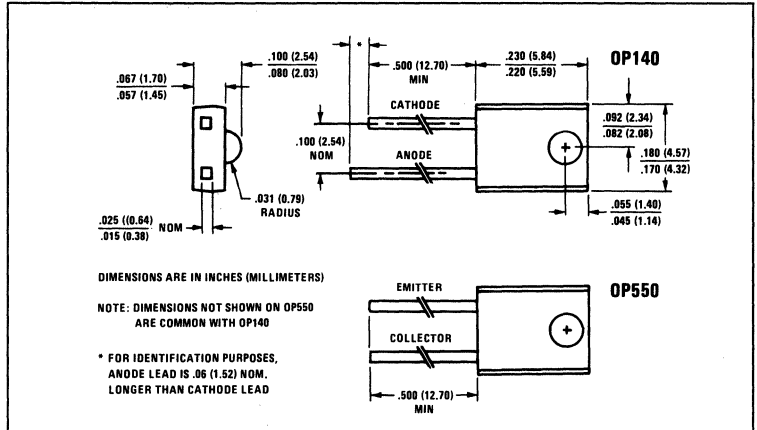 OP140
.100 (2.54)
.080 (2.03)
.067 (1.70)
.057 (1.45)
*
.500 (12.70)
MIN
.230 (5.84)
.220 (5.59)
CATHODE
.100 (2.54)
NOM
ANODE
.092 (2.34)
.082 (2.08)
.180 (4.57)
.170 (4.32)
.055 (1.40)
.045 (1.14)
.031 (0.79)
RADIUS
.025 ((0.64)
.015 (0.38)
NOM
DIMENSIONS ARE IN INCHES (MILLIMETERS)
NOTE: DIMENSIONS NOT SHOWN ON OP550
ARE COMMON WITH OP140
* FOR IDENTIFICATION PURPOSES,
ANODE LEAD IS .06 (1.52) NOM.
LONGER THAN CATHODE LEAD
OP550
EMITTER
COLLECTOR
.500 (12.70)
MIN